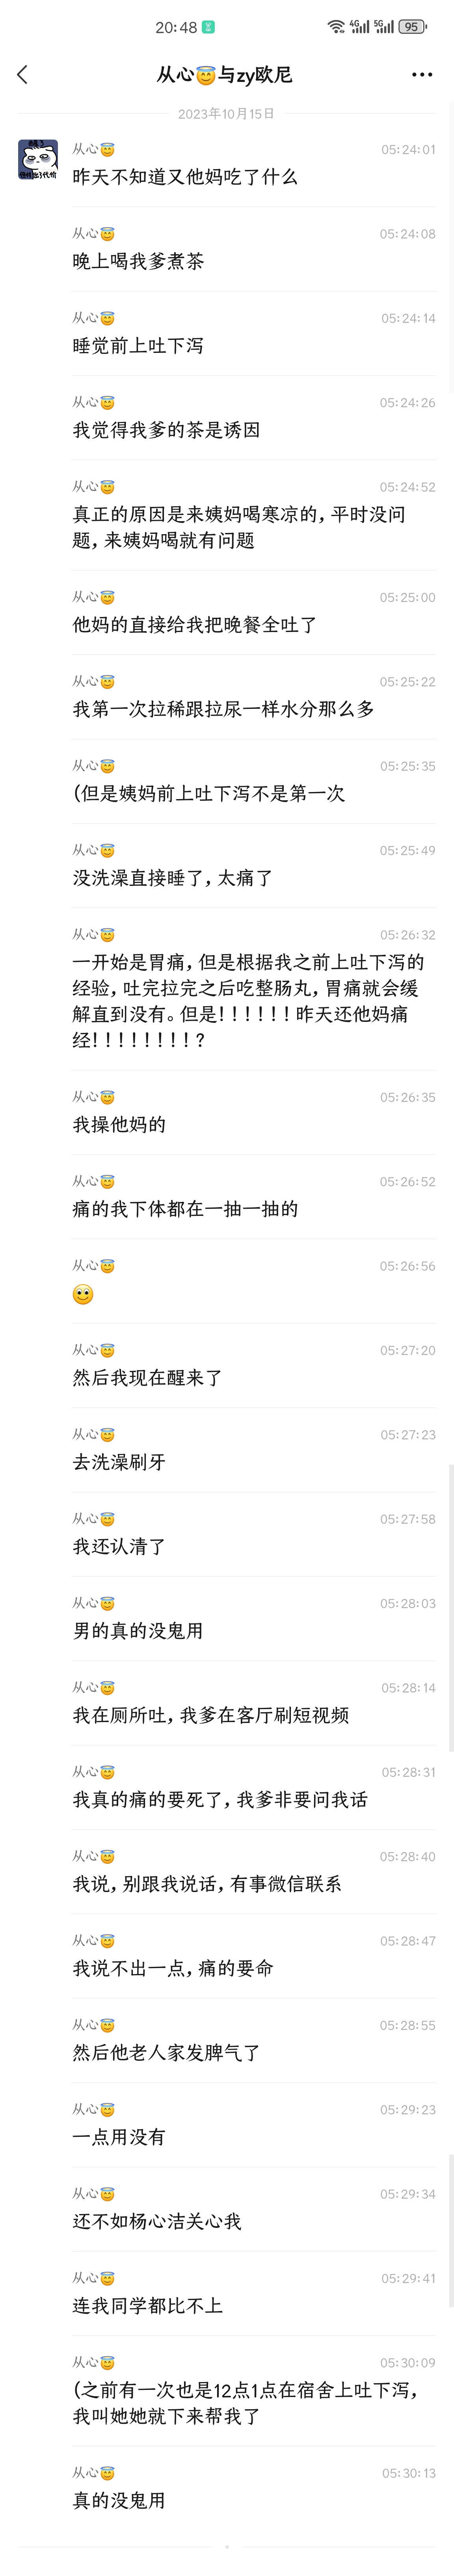 20:48
4G
5G
95
从心😇与zy欧尼
2023年10月15日
从心😇
05:24:01
昨天不知道又他妈吃了什么
从心😇
05:24:08
晚上喝我爹煮茶
从心😇
05:24:14
睡觉前上吐下泻
从心😇
05:24:26
我觉得我爹的茶是诱因
从心😇
05:24:52
真正的原因是来姨妈喝寒凉的，平时没问
题，来姨妈喝就有问题
从心😇
05:25:00
他妈的直接给我把晚餐全吐了
从心😇
05:25:22
我第一次拉稀跟拉尿一样水分那么多
从心😇
05:25:35
（但是姨妈前上吐下泻不是第一次
从心😇
05:25:49
没洗澡直接睡了，太痛了
从心😇
05:26:32
一开始是胃痛，但是根据我之前上吐下泻的
经验，吐完拉完之后吃整肠丸，胃痛就会缓
解直到没有。但是！！！！！！昨天还他妈痛
经！！！！！！！！？
从心😇
05:26:35
我操他妈的
从心😇
05:26:52
痛的我下体都在一抽一抽的
从心😇
05:26:56
🙂
从心😇
05:27:20
然后我现在醒来了
从心😇
05:27:23
去洗澡刷牙
从心😇
05:27:58
我还认清了
从心😇
05:28:03
男的真的没鬼用
从心😇
05:28:14
我在厕所吐，我爹在客厅刷短视频
从心😇
05:28:31
我真的痛的要死了，我爹非要问我话
从心😇
05:28:40
我说，别跟我说话，有事微信联系
从心😇
05:28:47
我说不出一点，痛的要命
从心😇
05:28:55
然后他老人家发脾气了
从心😇
05:29:23
一点用没有
从心😇
05:29:34
还不如杨心洁关心我
从心😇
05:29:41
连我同学都比不上
从心😇
05:30:09
（之前有一次也是12点1点在宿舍上吐下泻，
我叫她她就下来帮我了
从心😇
05:30:13
真的没鬼用